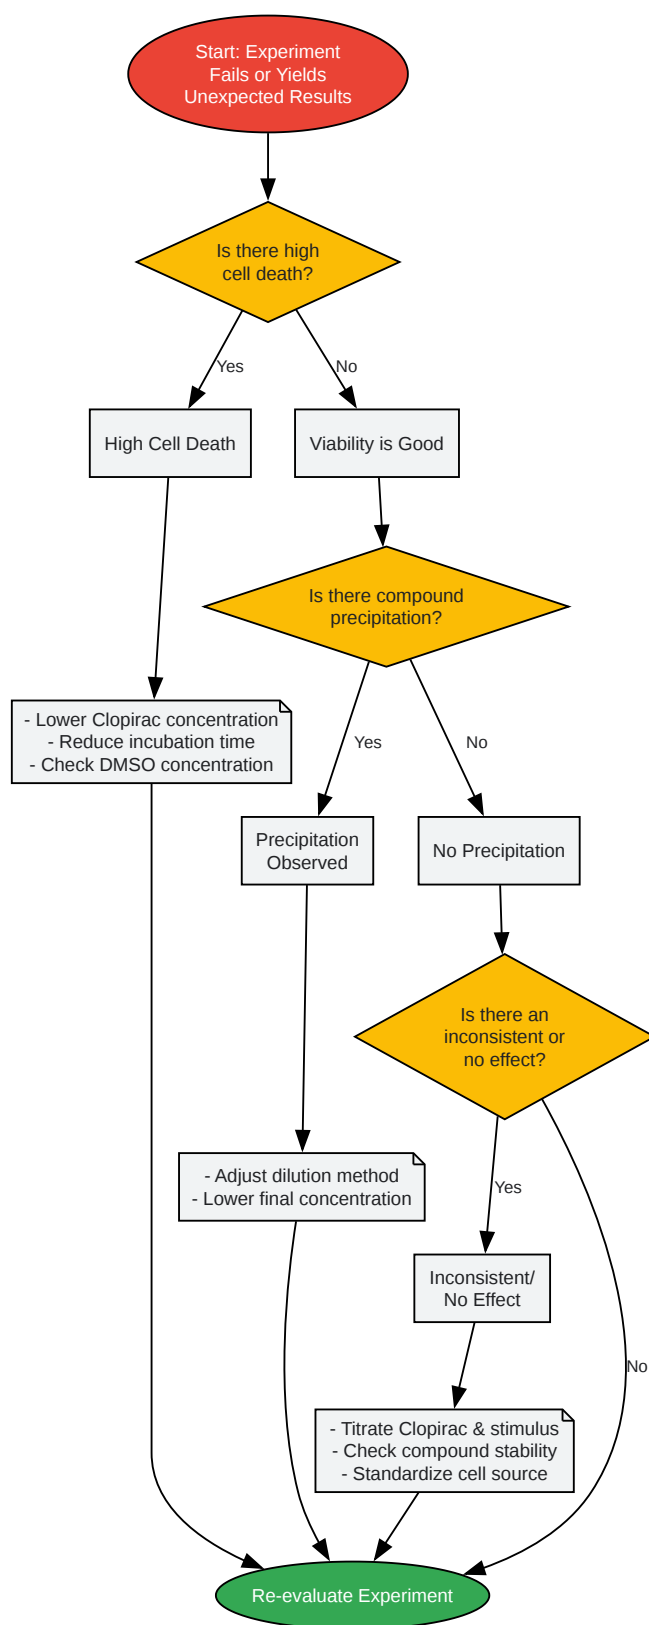 Start: Experiment
Fails or Yields
Unexpected Results
Is there high
cell death?
Yes
No
High Cell Death
Viability is Good
Is there compound
precipitation?
- Lower Clopirac concentration
- Reduce incubation time
- Check DMSO concentration
Yes
No
Precipitation
Observed
No Precipitation
Is there an
inconsistent or
no effect?
- Adjust dilution method
- Lower final concentration
Yes
Inconsistent/
No Effect
No
- Titrate Clopirac & stimulus
- Check compound stability
- Standardize cell source
Re-evaluate Experiment